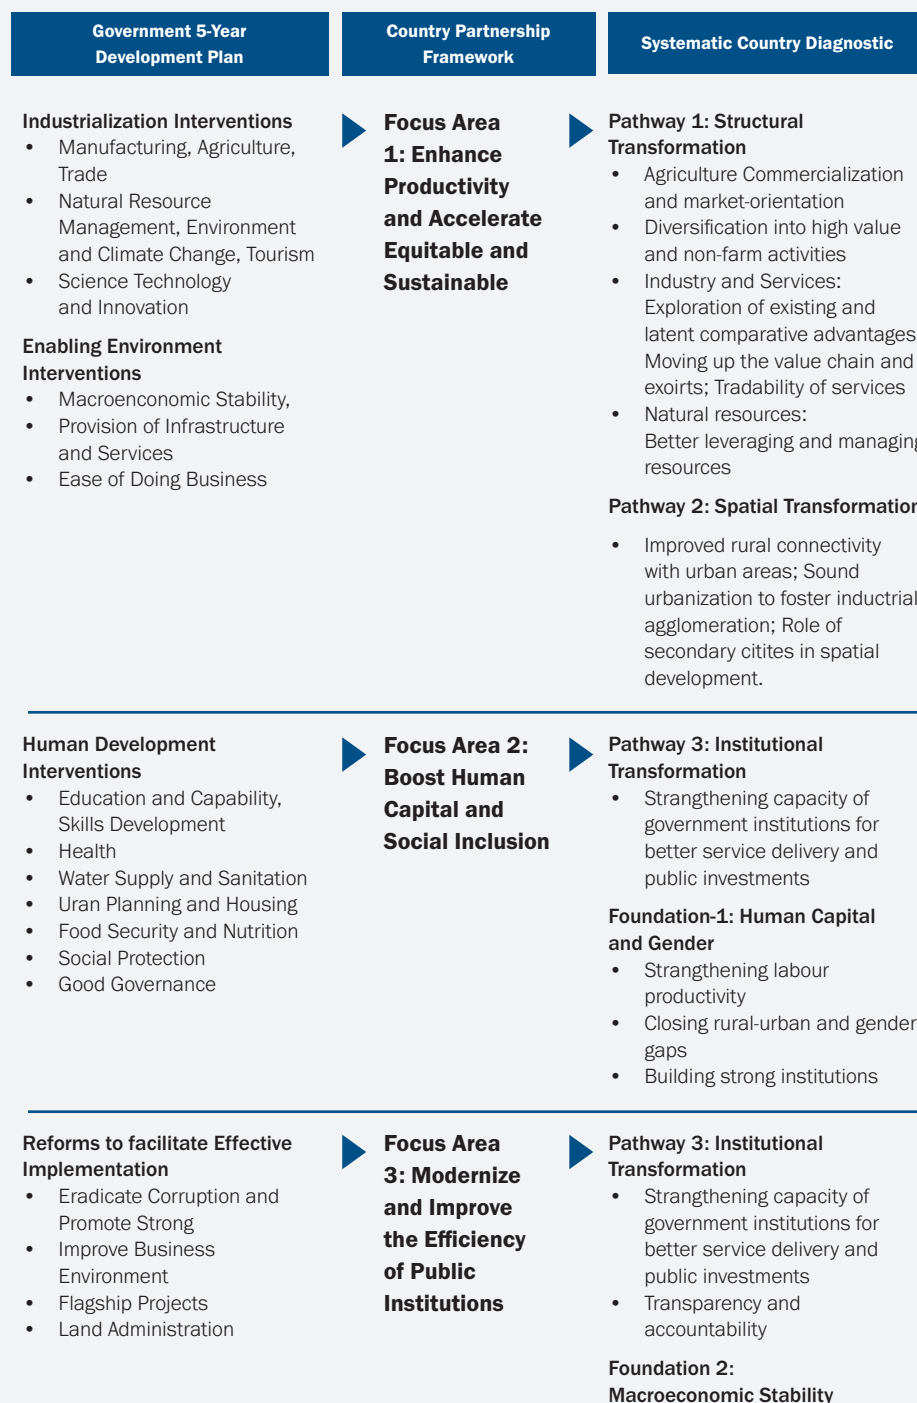 Government 5-Year
Development Plan
Country Partnership
Framework
Systematic Country Diagnostic
Industrialization Interventions
• Manufacturing, Agriculture,
Trade
• Natural Resource
Management, Environment
and Climate Change, Tourism
• Science Technology
and Innovation
Enabling Environment
Interventions
• Macroenconomic Stability,
• Provision of Infrastructure
and Services
• Ease of Doing Business
Focus Area
1: Enhance
Productivity
and Accelerate
Equitable and
Sustainable
Pathway 1: Structural
Transformation
• Agriculture Commercialization
and market-orientation
• Diversification into high value
and non-farm activities
• Industry and Services:
Exploration of existing and
latent comparative advantages
Moving up the value chain and
exoirts; Tradability of services
• Natural resources:
Better leveraging and managing
resources
Pathway 2: Spatial Transformation
• Improved rural connectivity
with urban areas; Sound
urbanization to foster inductrial
agglomeration; Role of
secondary citites in spatial
development.
Human Development
Interventions
• Education and Capability,
Skills Development
• Health
• Water Supply and Sanitation
• Uran Planning and Housing
• Food Security and Nutrition
• Social Protection
• Good Governance
Focus Area 2:
Boost Human
Capital and
Social Inclusion
Pathway 3: Institutional
Transformation
• Strangthening capacity of
government institutions for
better service delivery and
public investments
Foundation-1: Human Capital
and Gender
• Strangthening labour
productivity
• Closing rural-urban and gender
gaps
• Building strong institutions
Reforms to facilitate Effective
Implementation
• Eradicate Corruption and
Promote Strong
• Improve Business
Environment
• Flagship Projects
• Land Administration
Focus Area
3: Modernize
and Improve
the Efficiency
of Public
Institutions
Pathway 3: Institutional
Transformation
• Strangthening capacity of
government institutions for
better service delivery and
public investments
• Transparency and
accountability
Foundation 2:
Macroeconomic Stability